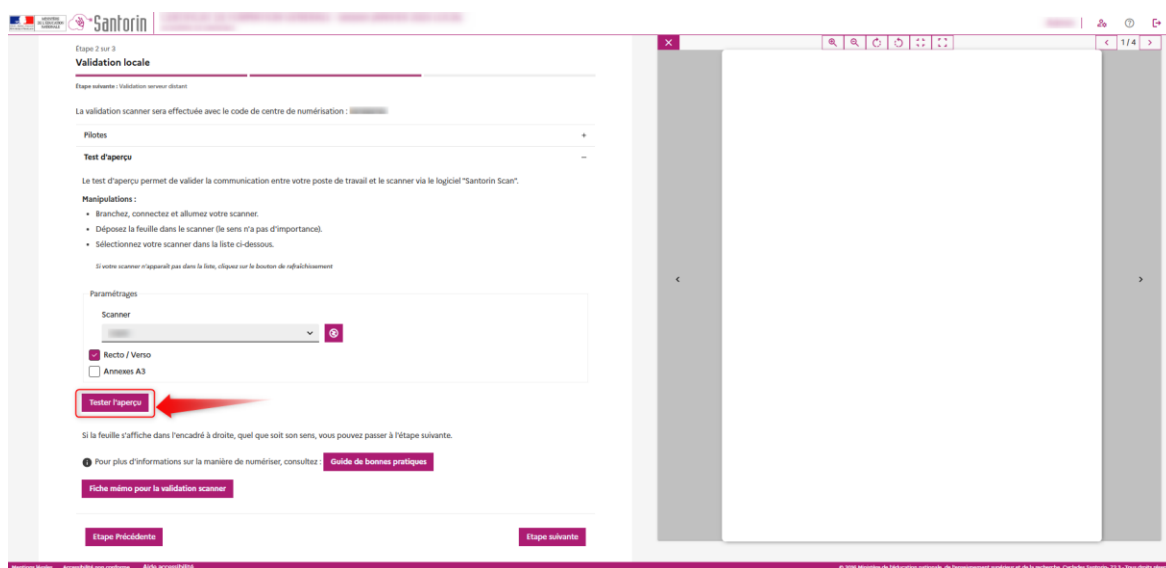 Santorin
Étape 2 sur 3
Validation locale
Étape suivante : Validation serveur distant
La validation scanner sera effectuée avec le code de centre de numérisation :
Pilotes +
Test d'aperçu −
Le test d'aperçu permet de valider la communication entre votre poste de travail et le scanner via le logiciel "Santorin Scan".
Manipulations :
• Branchez, connectez et allumez votre scanner.
• Déposez la feuille dans le scanner (le sens n'a pas d'importance).
• Sélectionnez votre scanner dans la liste ci-dessous.
Si votre scanner n'apparaît pas dans la liste, cliquez sur le bouton de rafraîchissement
Paramétrages
Scanner
Recto / Verso
Annexes A3
Tester l'aperçu
Si la feuille s'affiche dans l'encadré à droite, quel que soit son sens, vous pouvez passer à l'étape suivante.
Pour plus d'informations sur la manière de numériser, consultez : Guide de bonnes pratiques
Fiche mémo pour la validation scanner
Etape Précédente
Etape suivante
1/4
Mentions légales Accessibilité non conforme Aide accessibilité